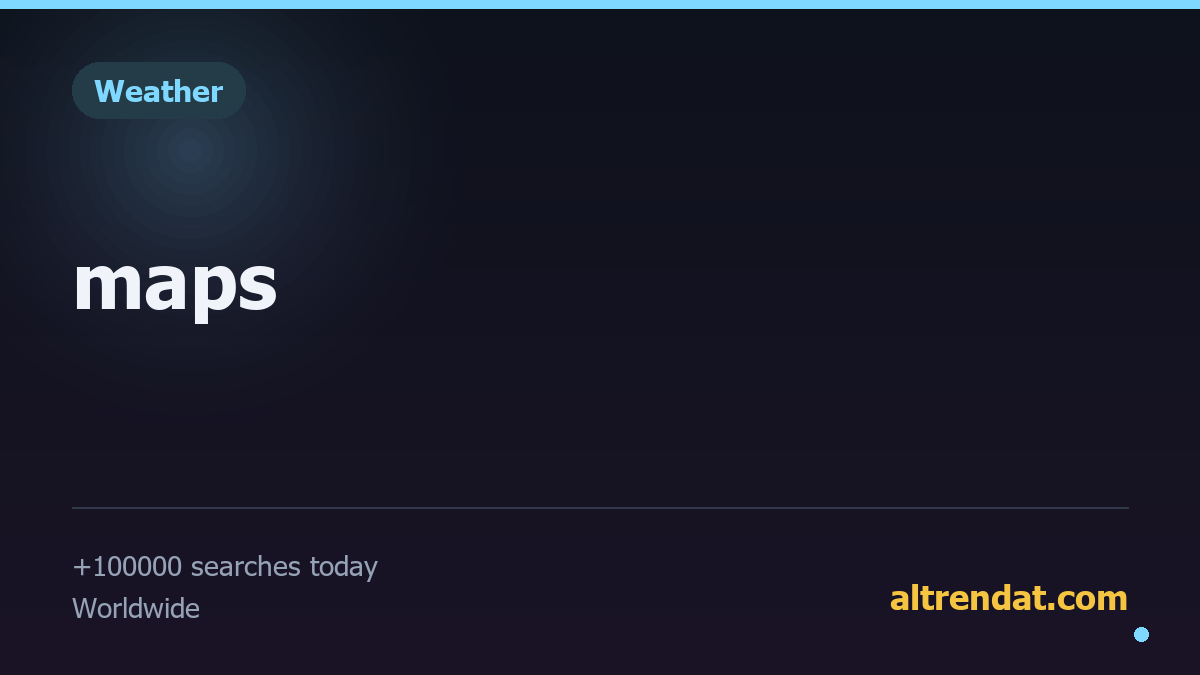 Weather
maps
+100000 searches today
Worldwide
altrendat.com